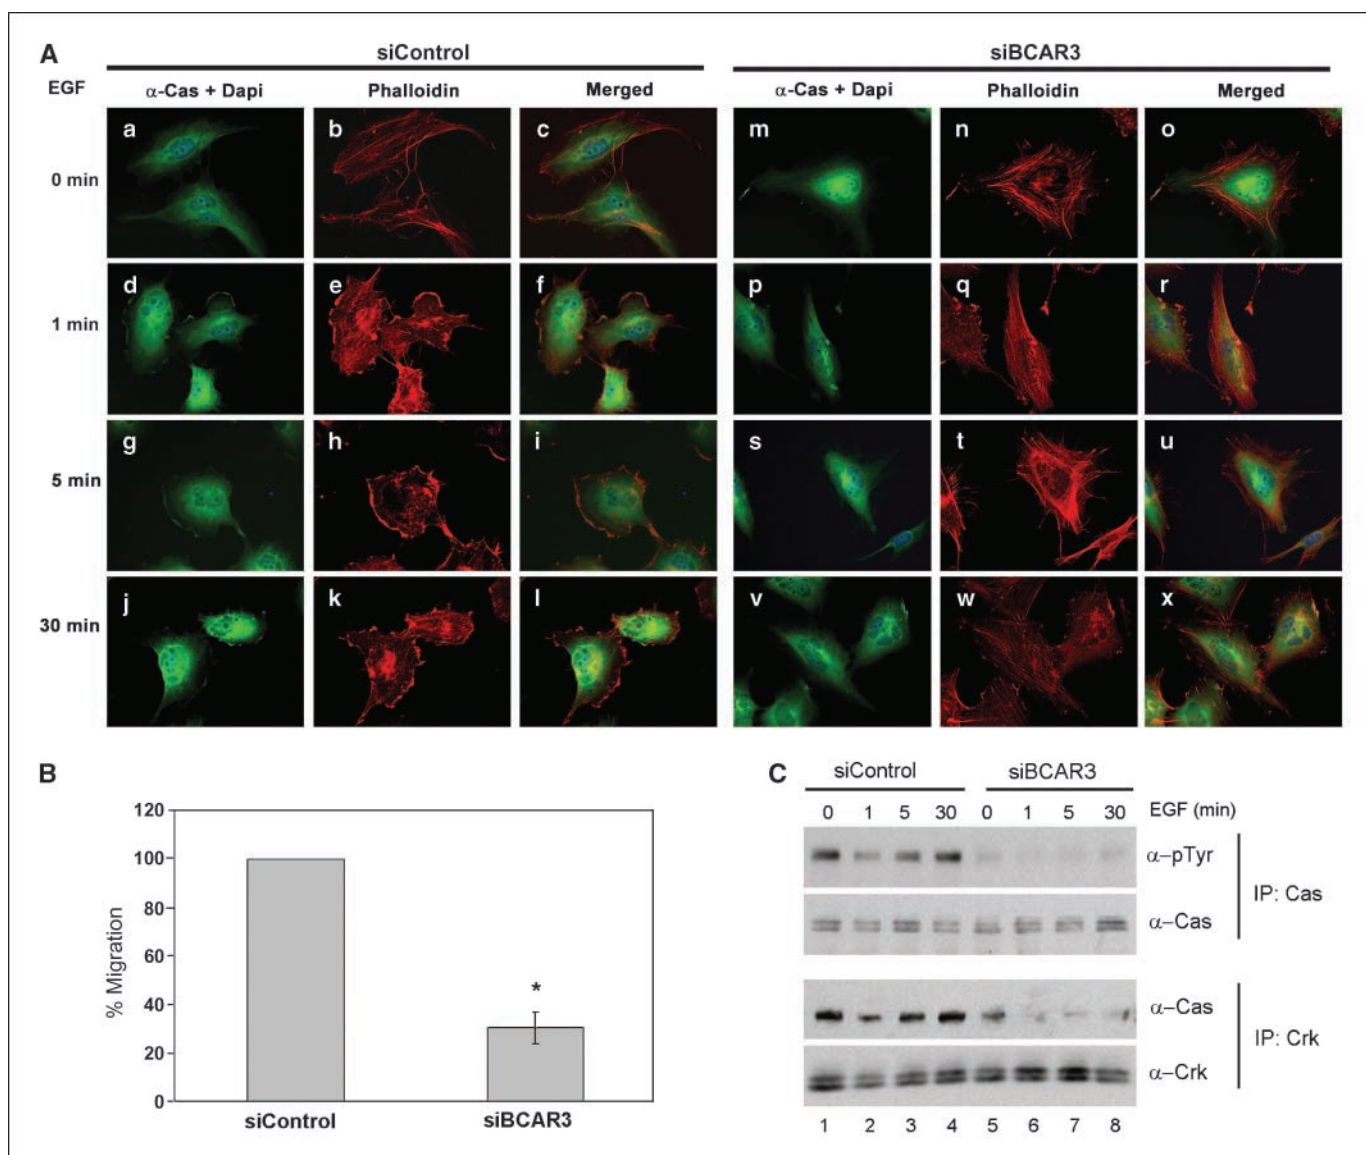 A
siControl
siBCAR3
EGF
α-Cas + Dapi
Phalloidin
Merged
α-Cas + Dapi
Phalloidin
Merged
0 min
a
b
c
m
n
o
1 min
d
e
f
p
q
r
5 min
g
h
i
s
t
u
30 min
j
k
l
v
w
x
B
% Migration
120
100
80
60
40
20
0
*
siControl
siBCAR3
C
siControl
siBCAR3
0 1 5 30 0 1 5 30 EGF (min)
α–pTyr
α–Cas
IP: Cas
α–Cas
α–Crk
IP: Crk
1 2 3 4 5 6 7 8